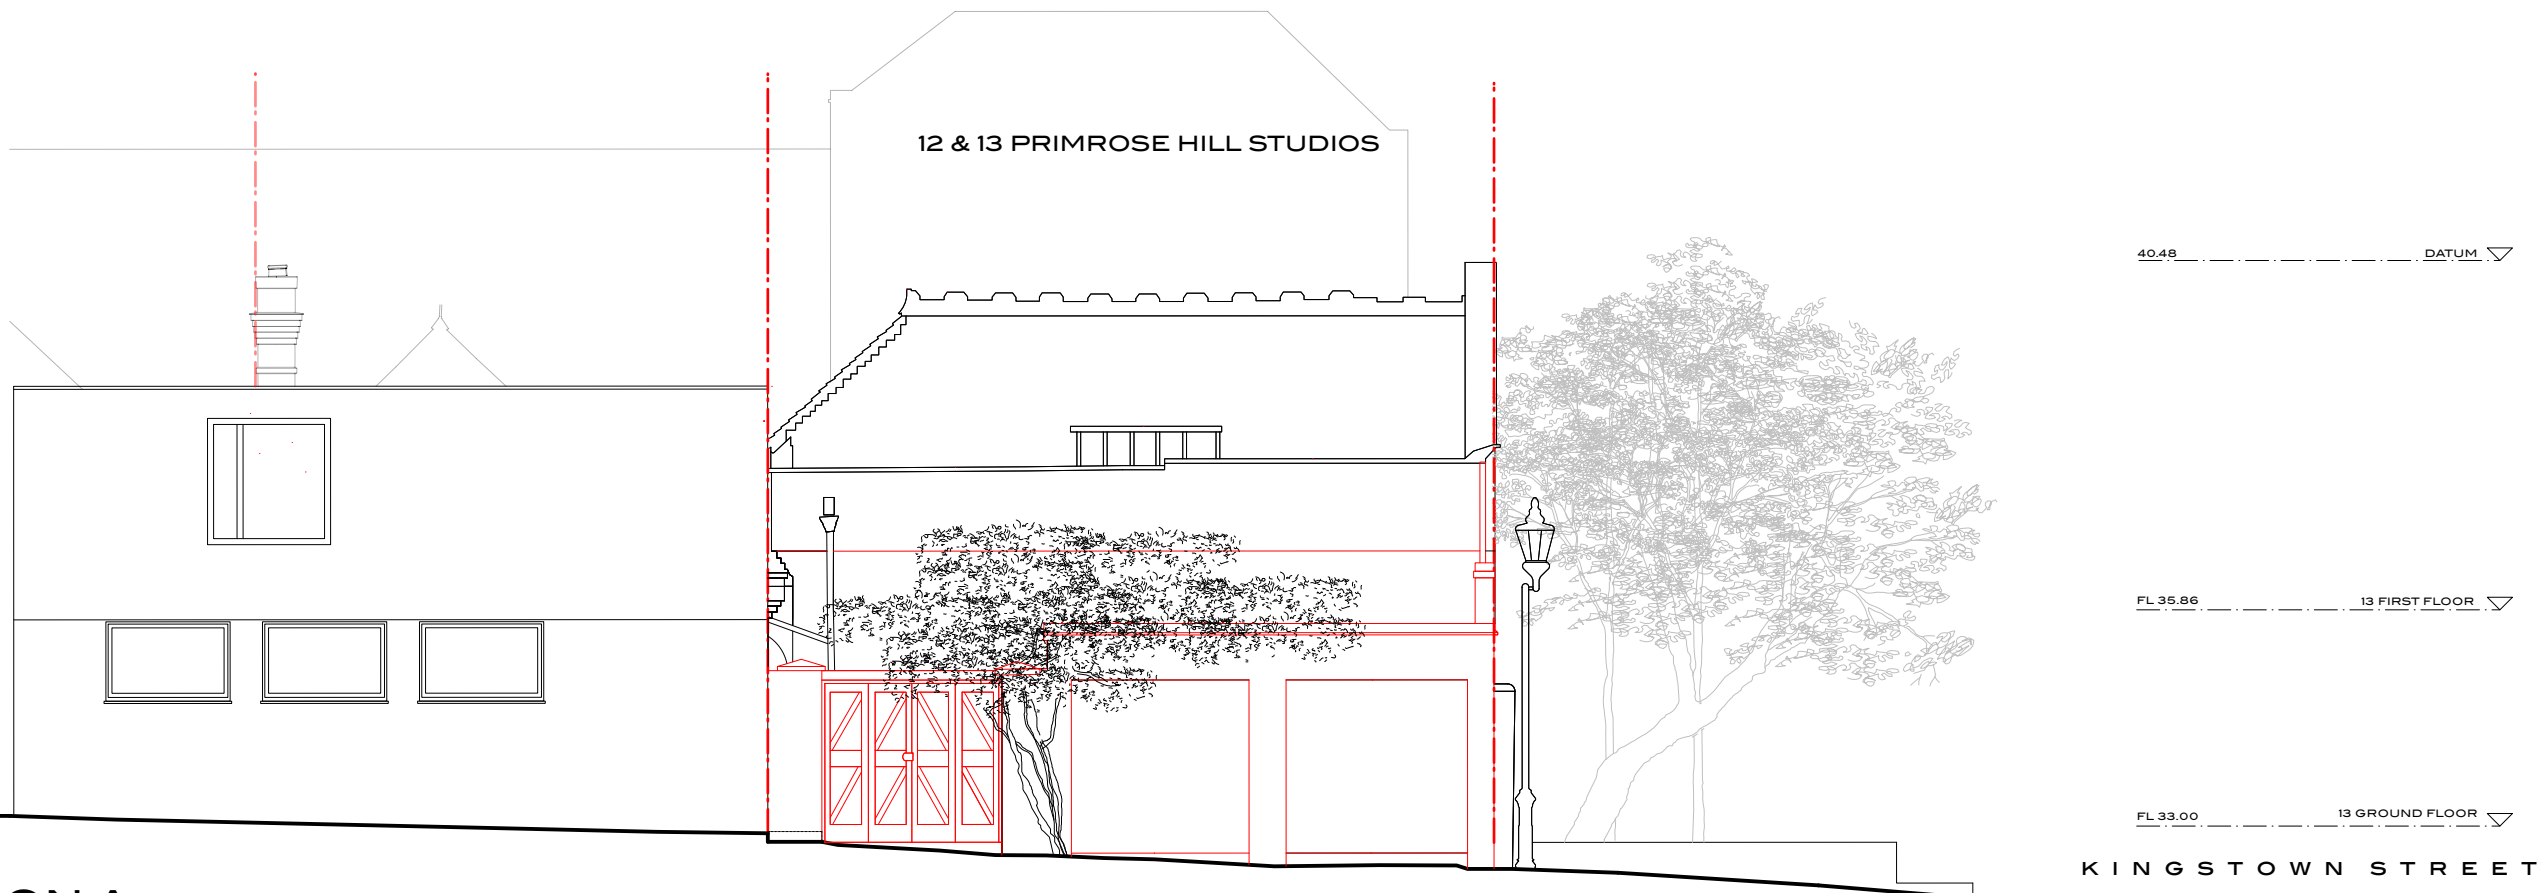 12 & 13 PRIMROSE HILL STUDIOS
40.48 DATUM
FL 35.86 13 FIRST FLOOR
FL 33.00 13 GROUND FLOOR
KINGSTOWN STREET